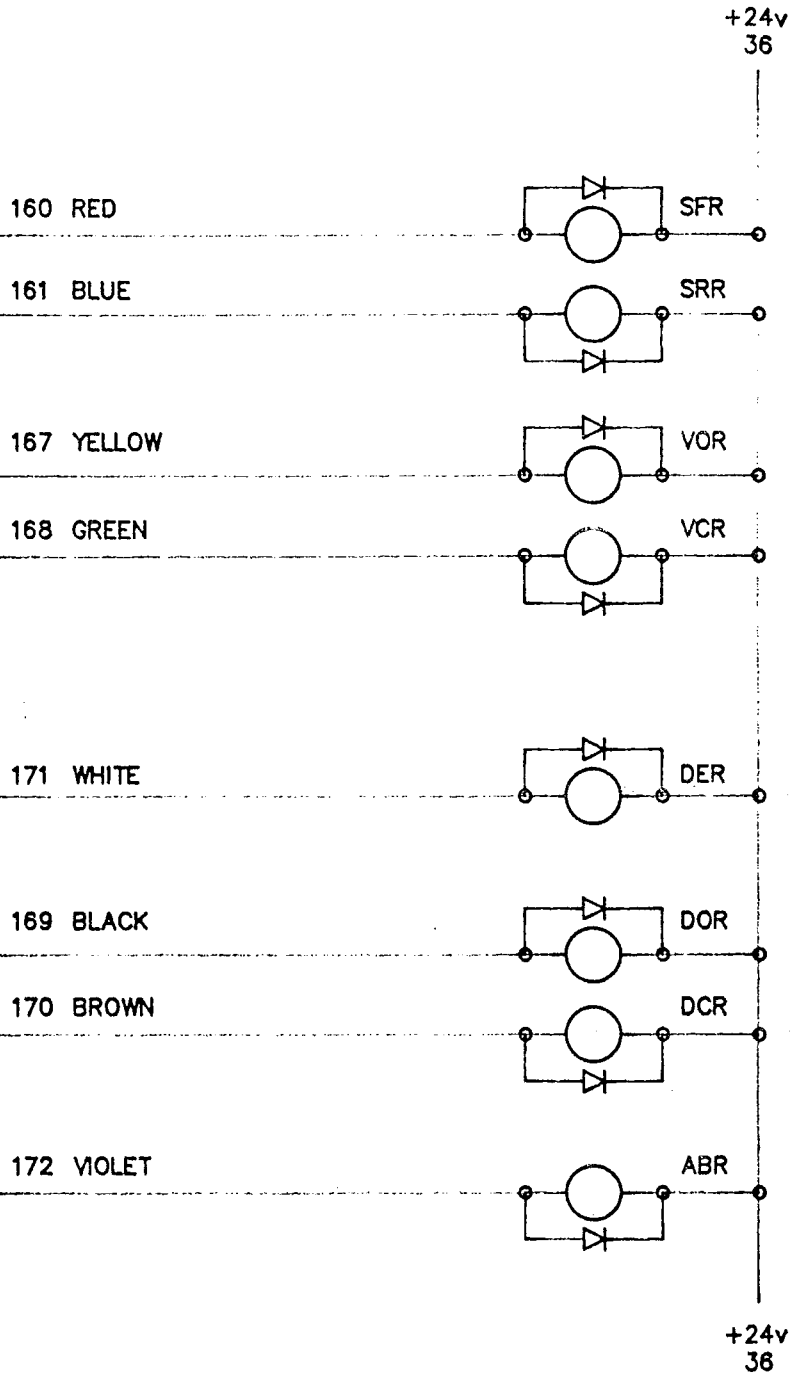 +24v
36
160 RED
SFR
161 BLUE
SRR
167 YELLOW
VOR
168 GREEN
VCR
171 WHITE
DER
169 BLACK
DOR
170 BROWN
DCR
172 VIOLET
ABR
+24v
36